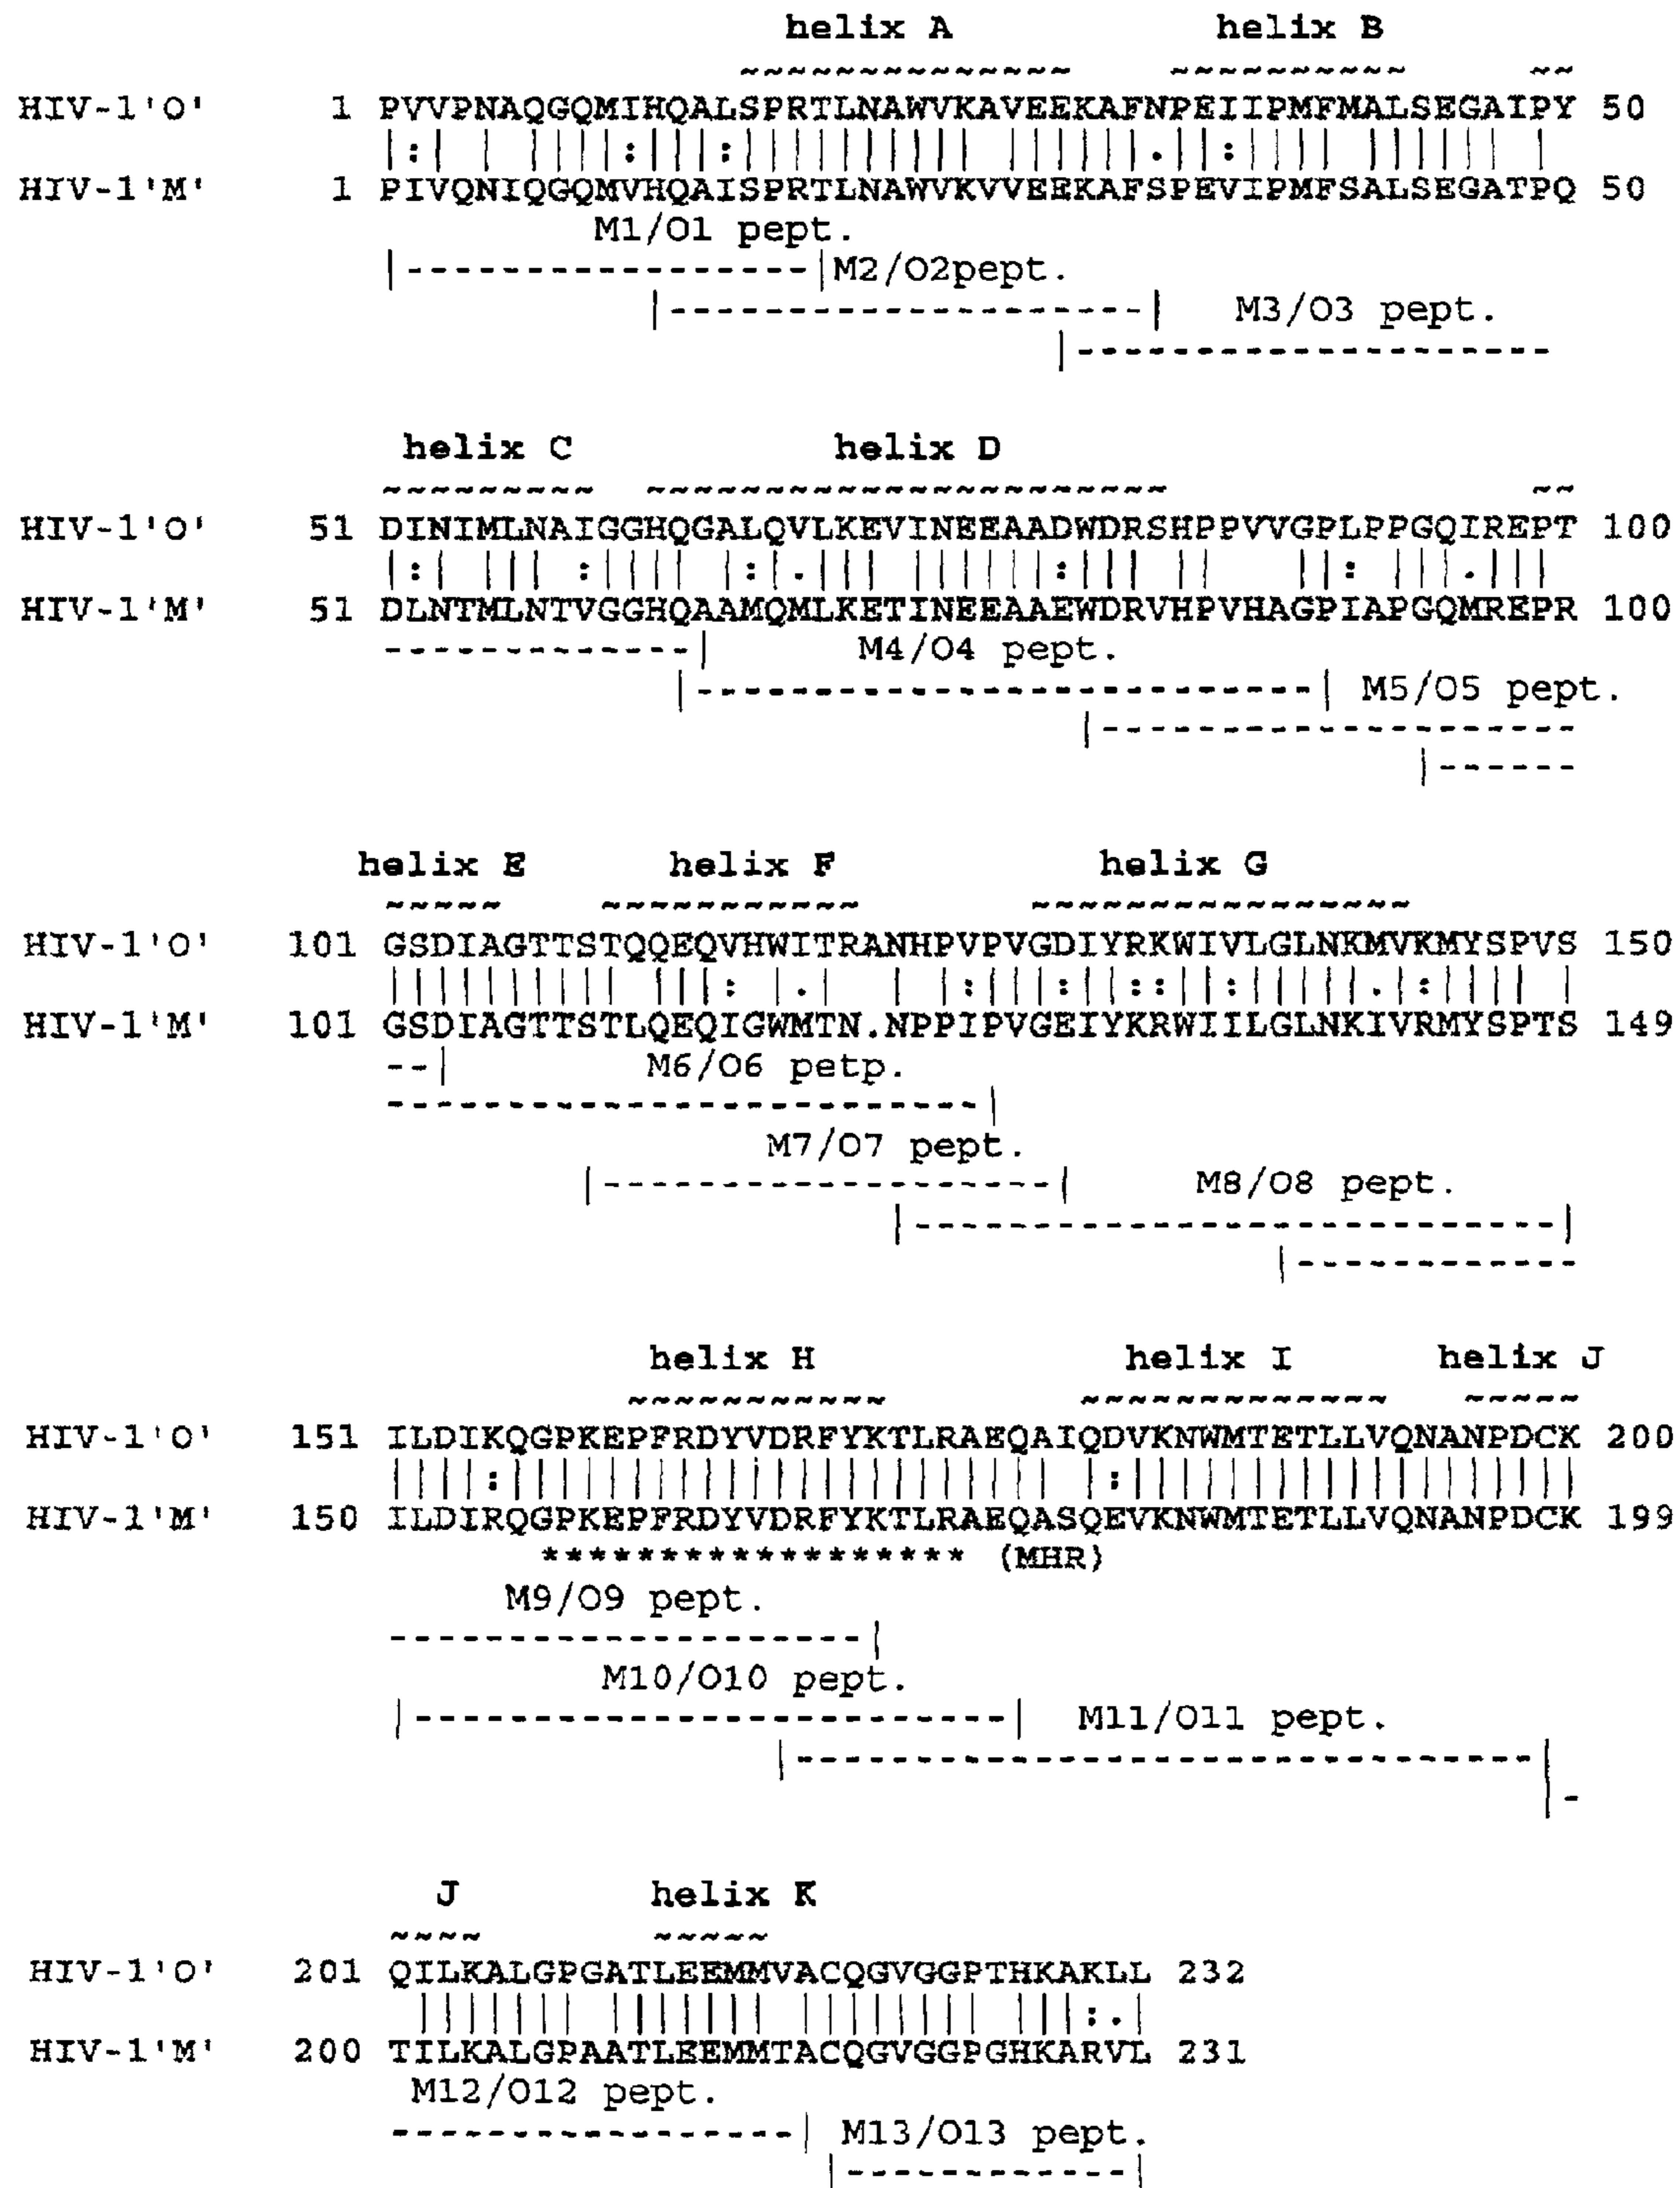 helix A helix B
~~~~~~~~~~~~~~ ~~~~~~~~~~ ~~
HIV-1'O' 1 PVVPNAQGQMIHQALSPRTLNAWVKAVEEKAFNPEIIPMFMALSEGAIPY 50
|:| | ||||:|||:|||||||||| ||||||.||:|||| |||||| |
HIV-1'M' 1 PIVQNIQGQMVHQAISPRTLNAWVKVVEEKAFSPEVIPMFSALSEGATPQ 50
M1/O1 pept.
|-----------------|M2/O2pept.
|--------------------| M3/O3 pept.
|--------------------
helix C helix D
~~~~~~~~~ ~~~~~~~~~~~~~~~~~~~~~~ ~~
HIV-1'O' 51 DINIMLNAIGGHQGALQVLKEVINEEAADWDRSHPPVVGPLPPGQIREPT 100
|:| ||| :|||| |:|.||| ||||||:||| || ||: |||.|||
HIV-1'M' 51 DLNTMLNTVGGHQAAMQMLKETINEEAAEWDRVHPVHAGPIAPGQMREPR 100
-------------| M4/O4 pept.
|--------------------------| M5/O5 pept.
|--------------------
|------
helix E helix F helix G
~~~~~ ~~~~~~~~~~~ ~~~~~~~~~~~~~~~~
HIV-1'O' 101 GSDIAGTTSTQQEQVHWITRANHPVPVGDIYRKWIVLGLNKMVKMYSPVS 150
|||||||||| |||: |.| | |:|||:||::||:|||||.|:|||| |
HIV-1'M' 101 GSDIAGTTSTLQEQIGWMTN.NPPIPVGEIYKRWIILGLNKIVRMYSPTS 149
--| M6/O6 petp.
-------------------------|
M7/O7 pept.
|-------------------| M8/O8 pept.
|---------------------------|
|------------
helix H helix I helix J
~~~~~~~~~~~ ~~~~~~~~~~~~~ ~~~~~
HIV-1'O' 151 ILDIKQGPKEPFRDYVDRFYKTLRAEQAIQDVKNWMTETLLVQNANPDCK 200
||||:||||||||||||||||||||||| |:|||||||||||||||||||
HIV-1'M' 150 ILDIRQGPKEPFRDYVDRFYKTLRAEQASQEVKNWMTETLLVQNANPDCK 199
****************** (MHR)
M9/O9 pept.
--------------------|
M10/O10 pept.
|-------------------------| M11/O11 pept.
|-------------------------------|
|-
J helix K
~~~~ ~~~~~
HIV-1'O' 201 QILKALGPGATLEEMMVACQGVGGPTHKAKLL 232
||||||| ||||||| |||||||| |||:.|
HIV-1'M' 200 TILKALGPAATLEEMMTACQGVGGPGHKARVL 231
M12/O12 pept.
-----------------| M13/O13 pept.
|------------|